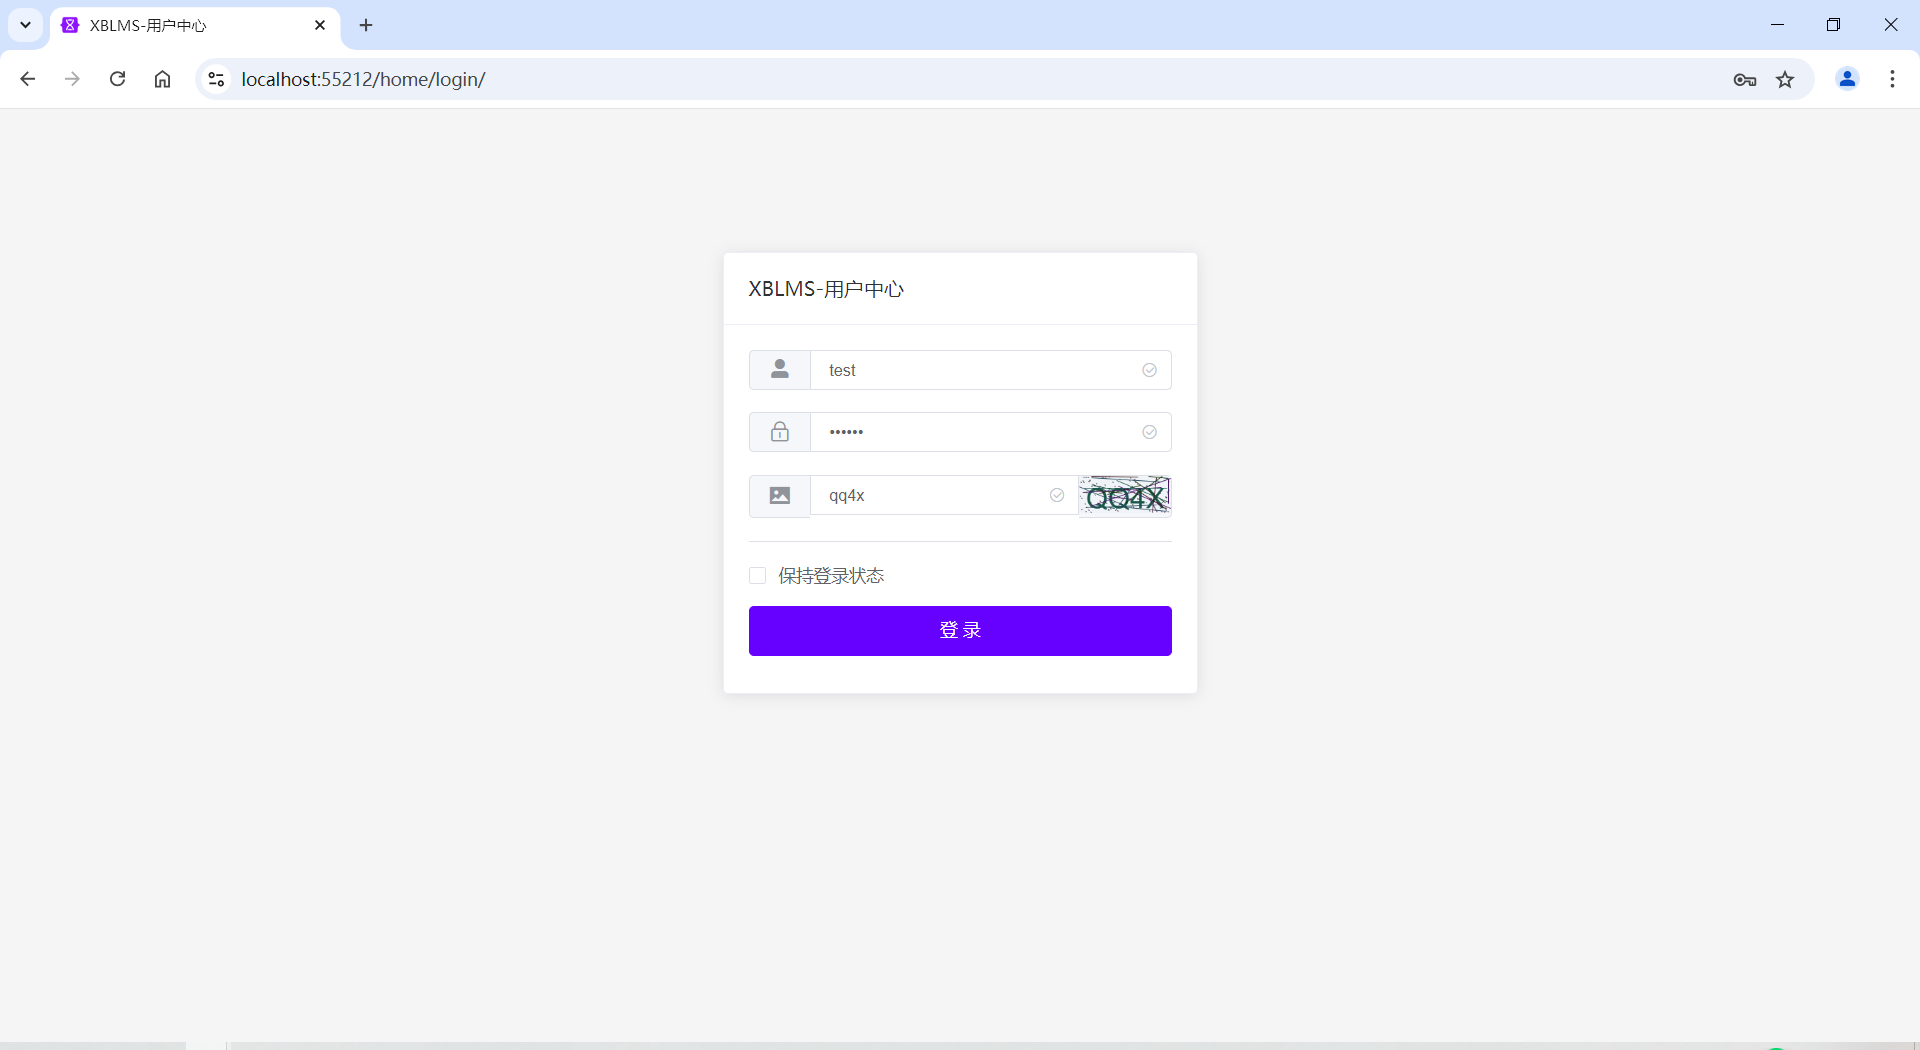 XBLMS-用户中心
localhost:55212/home/login/
XBLMS-用户中心
test
••••••
qq4x
QQ4X
保持登录状态
登 录